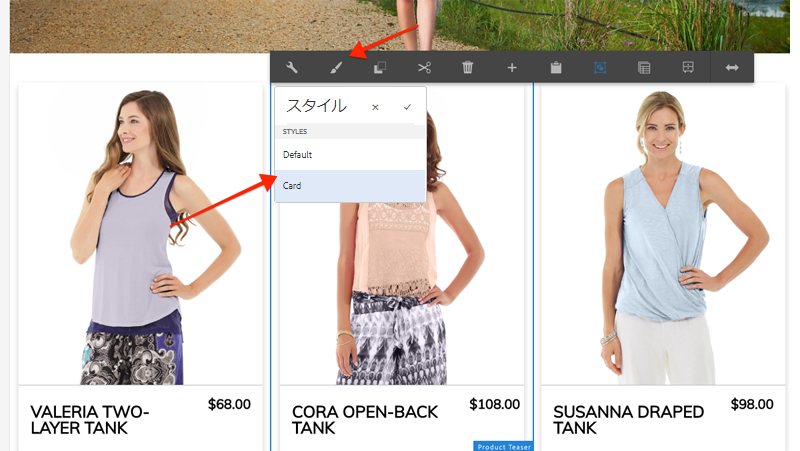 スタイル
STYLES
Default
Card
VALERIA TWO-
LAYER TANK
$68.00
CORA OPEN-BACK
TANK
$108.00
SUSANNA DRAPED
TANK
$98.00
Product Teaser